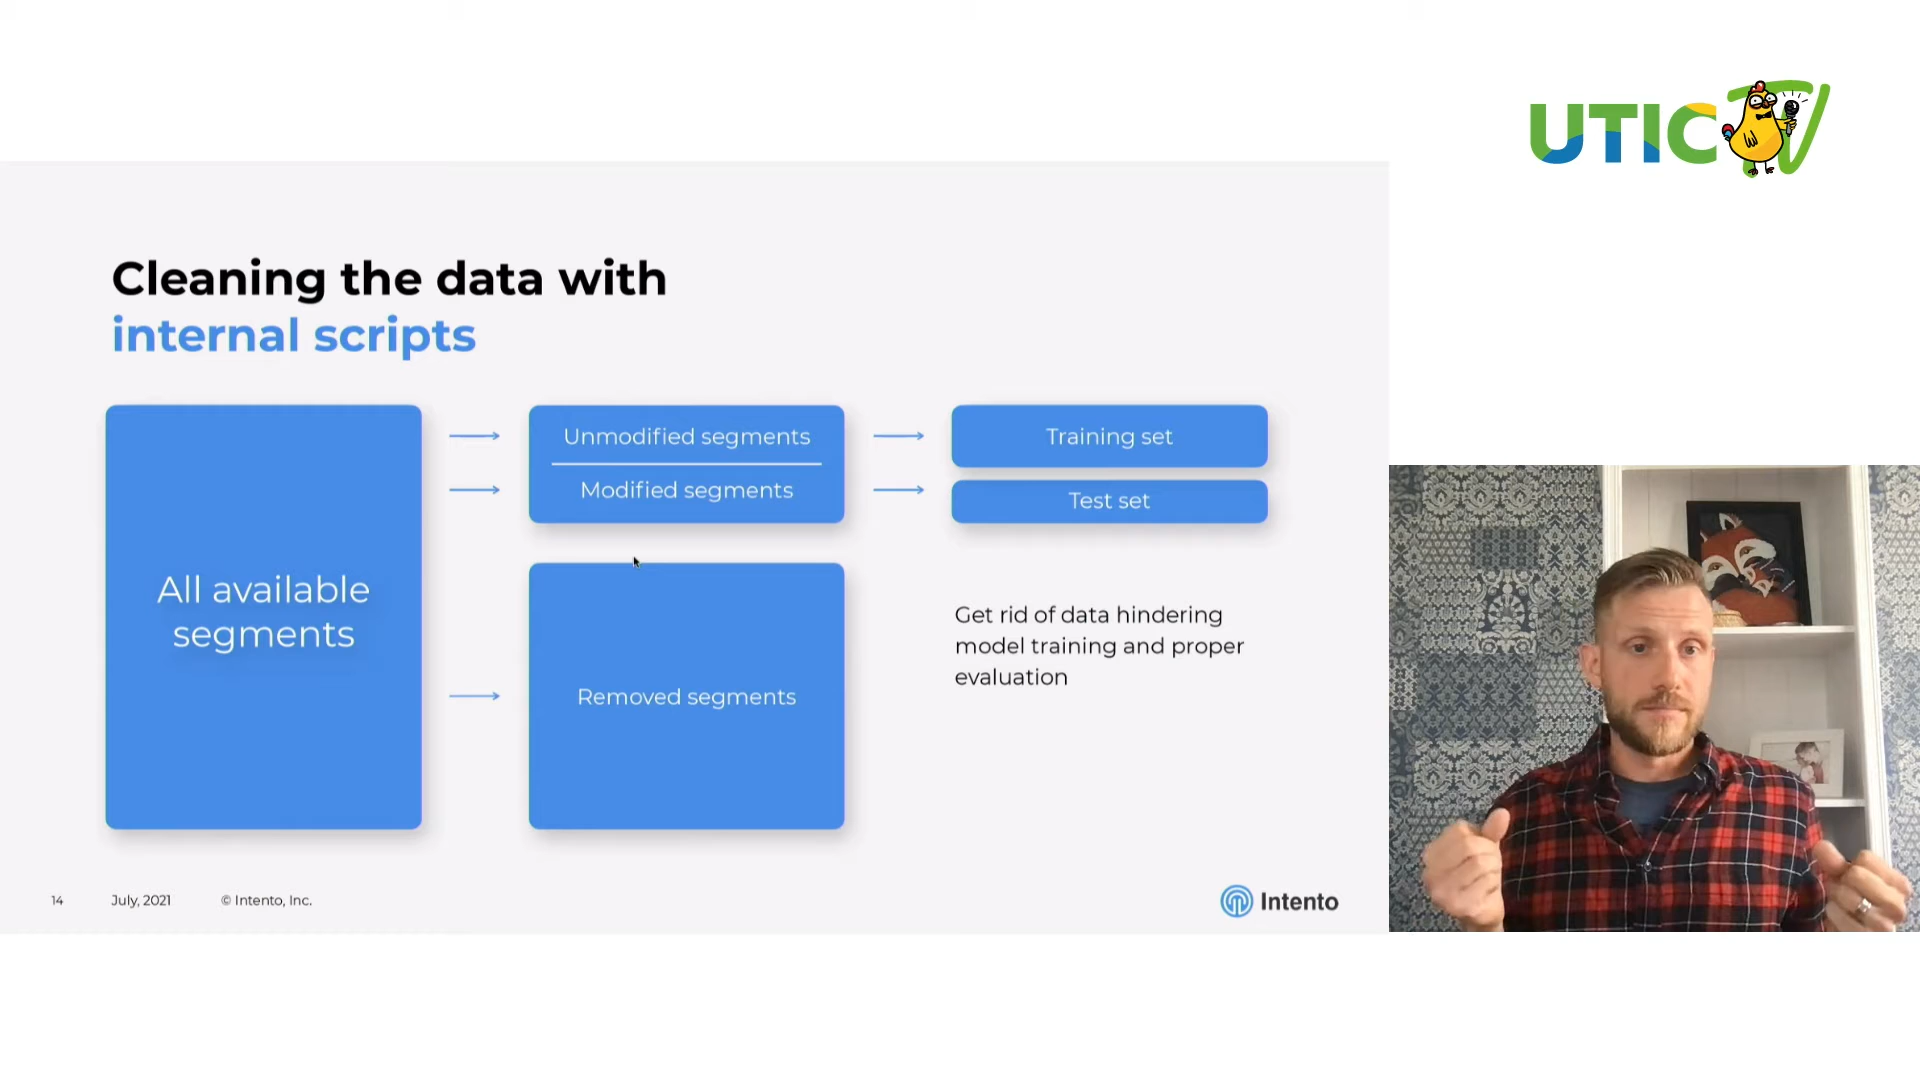 UTIC TV
Cleaning the data with
internal scripts
All available
segments
Unmodified segments
Modified segments
Removed segments
Training set
Test set
Get rid of data hindering
model training and proper
evaluation
14
July, 2021
© Intento, Inc.
Intento